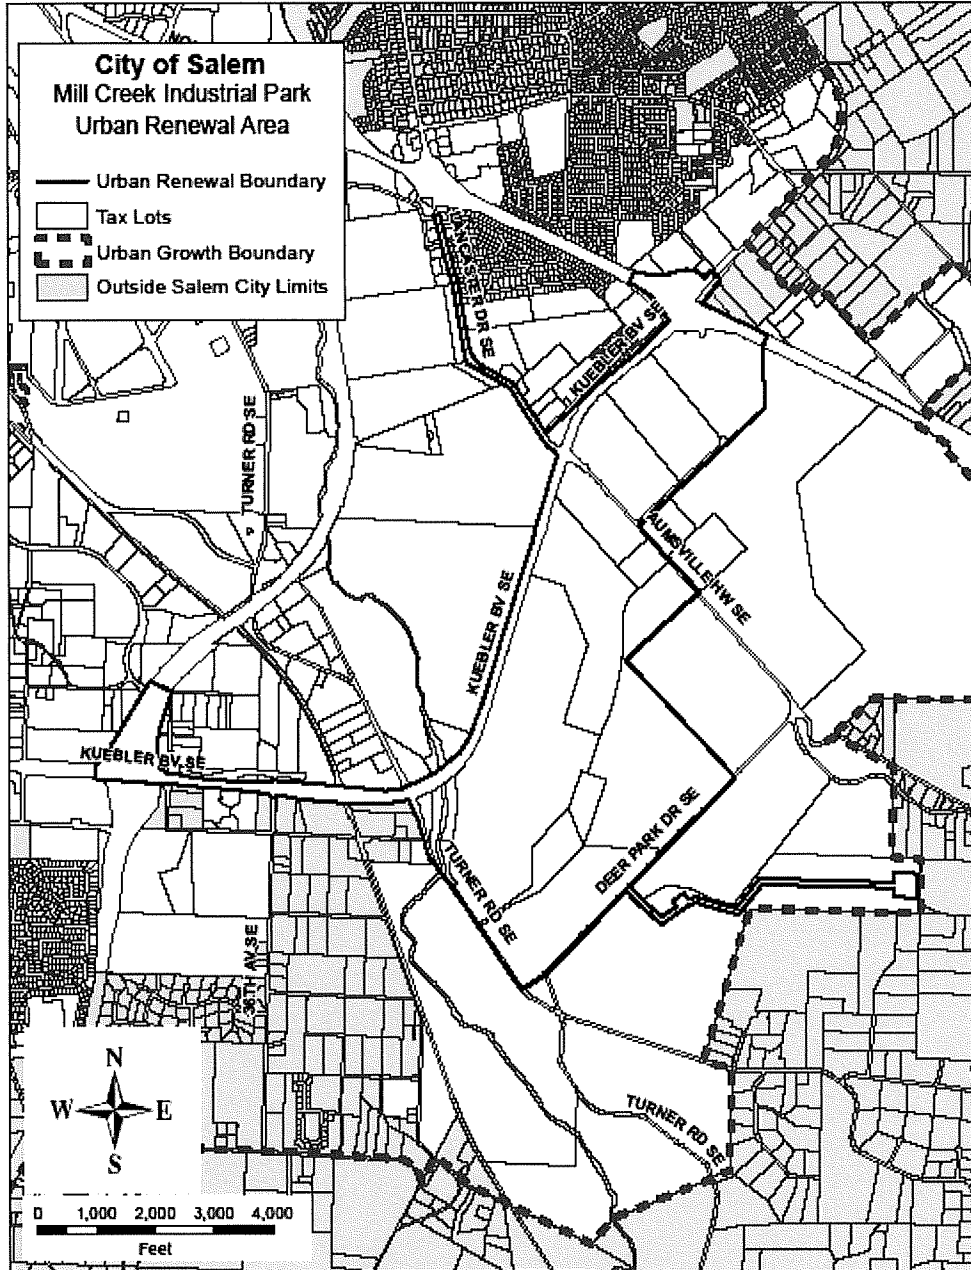 City of Salem
Mill Creek Industrial Park
Urban Renewal Area
Urban Renewal Boundary
Tax Lots
Urban Growth Boundary
Outside Salem City Limits
LANCASTER DR SE
KUEBLER BV SE
TURNER RD SE
AUMSVILLE HW SE
KUEBLER BV SE
KUEBLER BV SE
DEER PARK DR SE
TURNER RD SE
36TH AV SE
TURNER RD SE
N
W E
S
0 1,000 2,000 3,000 4,000
Feet